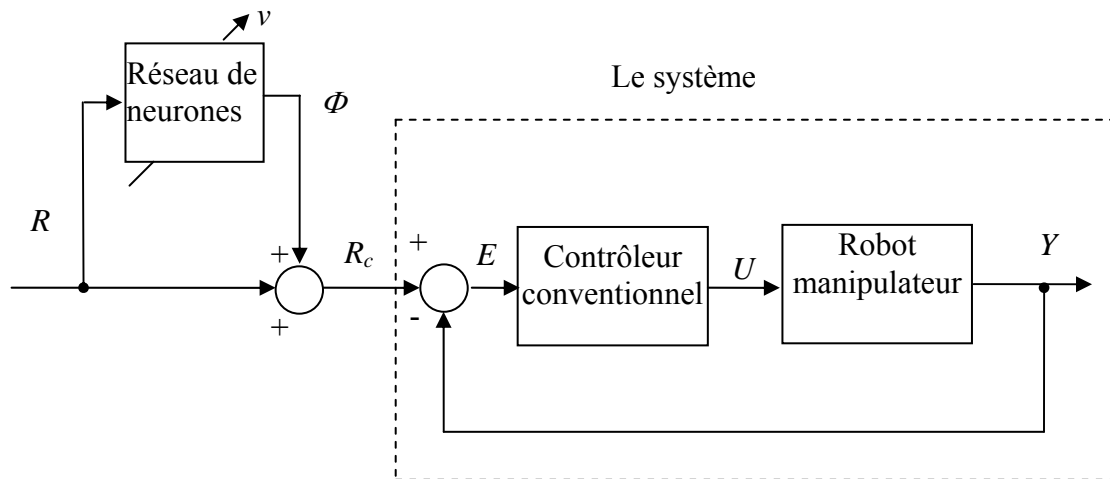 v
Réseau de
neurones
Φ
Le système
R
+
+
R_c
+
-
E
Contrôleur
conventionnel
U
Robot
manipulateur
Y